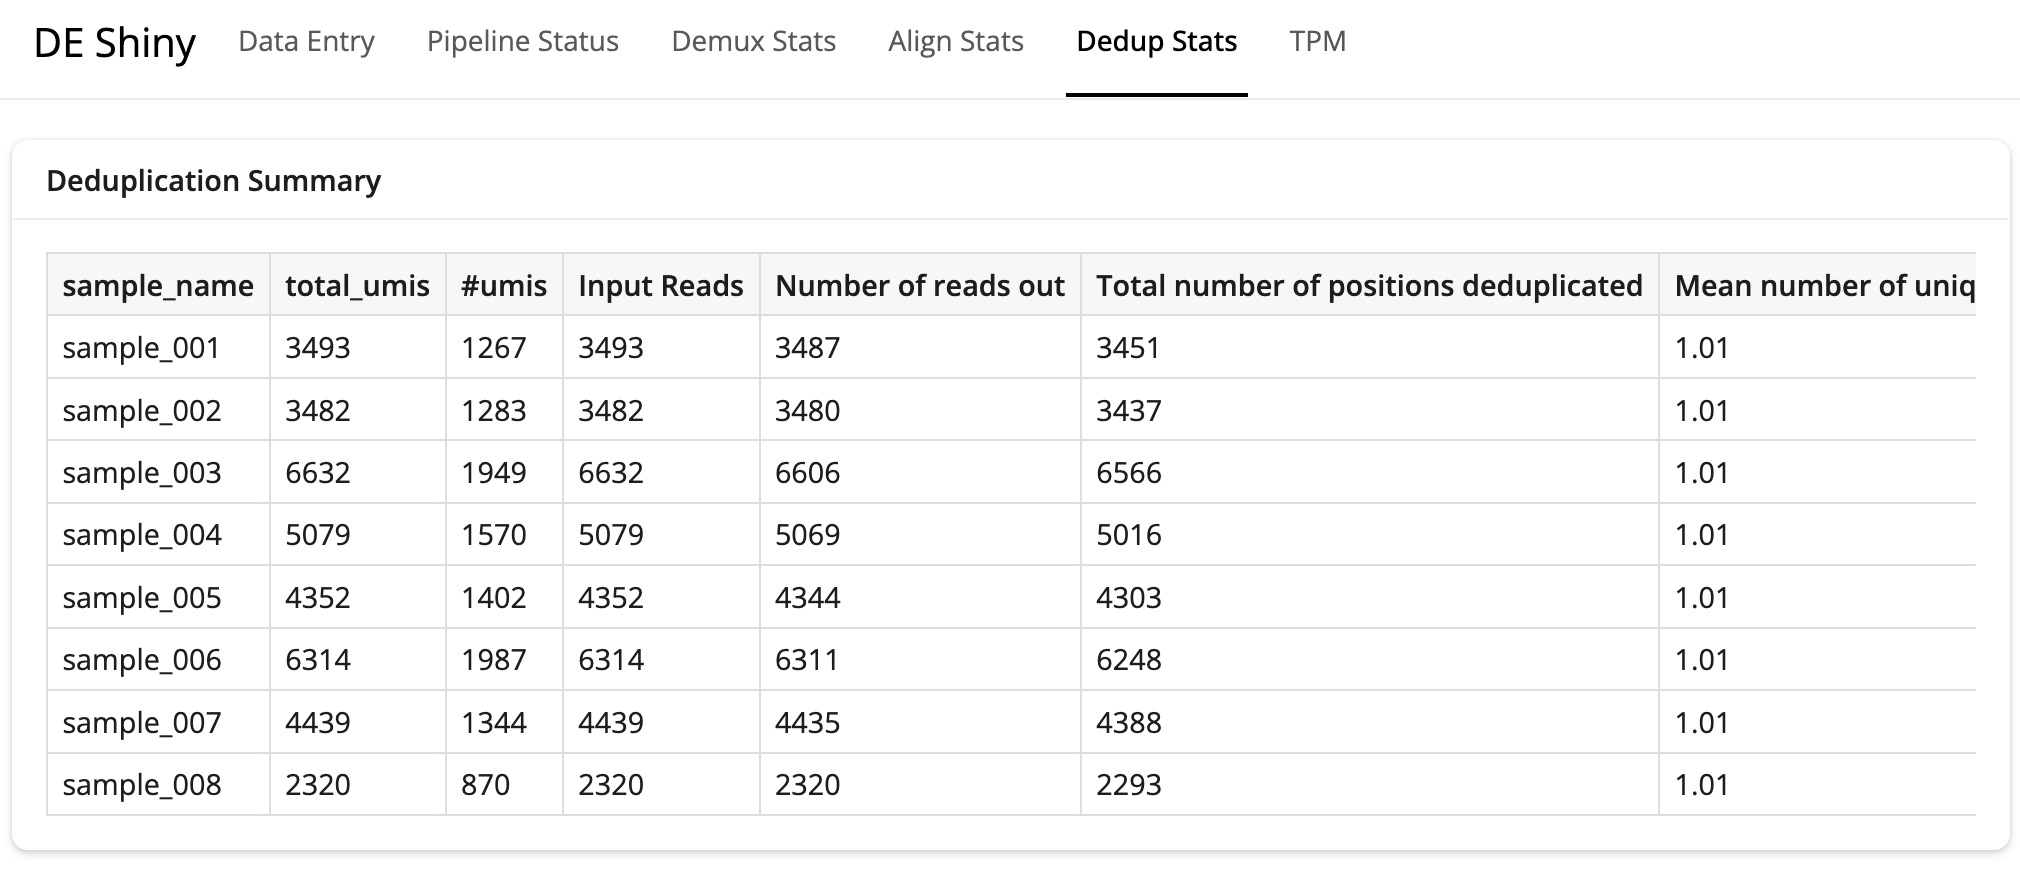 DE Shiny Data Entry Pipeline Status Demux Stats Align Stats Dedup Stats TPM
Deduplication Summary
sample_name total_umis #umis Input Reads Number of reads out Total number of positions deduplicated Mean number of uniq
sample_001 3493 1267 3493 3487 3451 1.01
sample_002 3482 1283 3482 3480 3437 1.01
sample_003 6632 1949 6632 6606 6566 1.01
sample_004 5079 1570 5079 5069 5016 1.01
sample_005 4352 1402 4352 4344 4303 1.01
sample_006 6314 1987 6314 6311 6248 1.01
sample_007 4439 1344 4439 4435 4388 1.01
sample_008 2320 870 2320 2320 2293 1.01